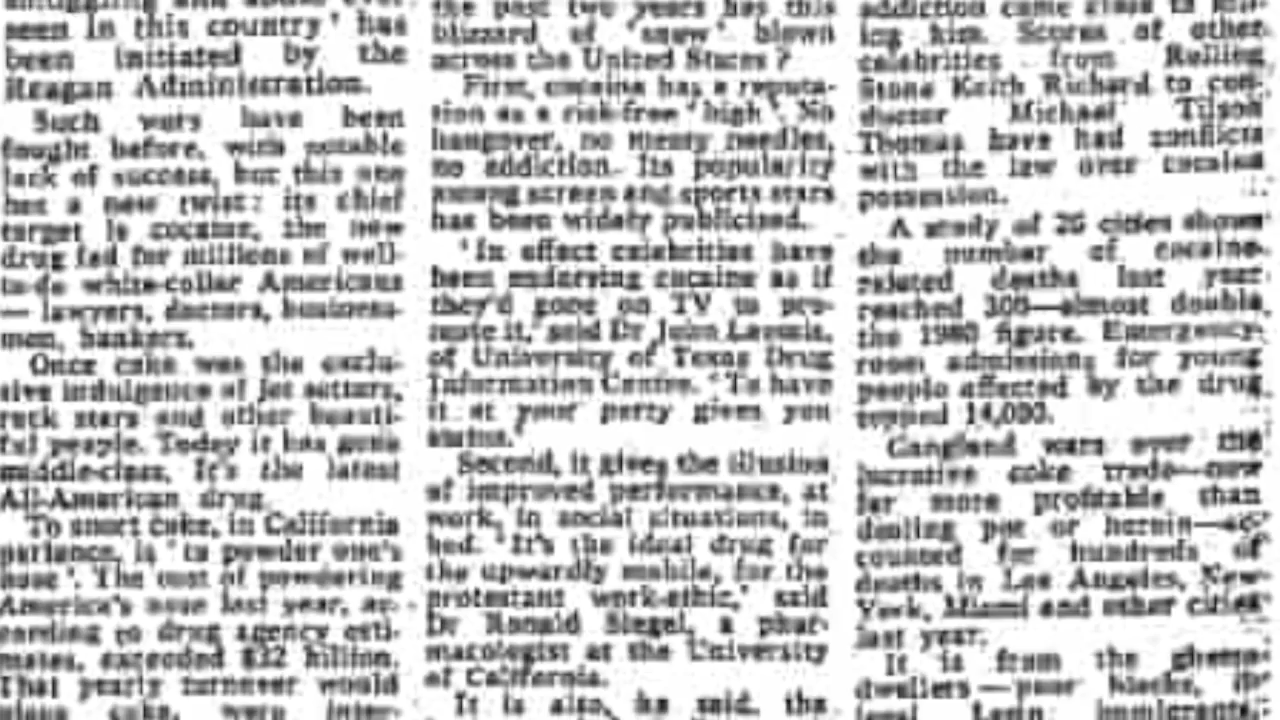 smuggling and
seen in this country ' has
been initiated by the
Reagan Administration.
Such wars have been
fought before, with notable
lack of success, but this one
has a new twist: its chief
target is cocaine, the new
drug fad for millions of well-
to-do white-collar Americans
— lawyers, doctors, business-
men, bankers.
Once coke was the exclu-
sive indulgence of jet setters,
rock stars and other beauti-
ful people. Today it has gone
middle-class. It's the latest
All-American drug.
To snort coke, in California
parlance, is ' to powder one's
nose '. The cost of powdering
America's nose last year, ac-
cording to drug agency esti-
mates, exceeded $32 billion.
That yearly turnover would
coke, were inter-
the past two years has this
blizzard of ' snow ' blown
across the United States ?
First, cocaine has a reputa-
tion as a risk-free ' high '. No
hangover, no messy needles,
no addiction. Its popularity
among screen and sports stars
has been widely publicised.
' In effect celebrities have
been endorsing cocaine as if
they'd gone on TV to pro-
mote it,' said Dr John
of University of Texas Drug
Information Centre. ' To have
it at your party gives you
status.'
Second, it gives the illusion
of improved performance, at
work, in social situations, in
bed. ' It's the ideal drug for
the upwardly mobile, for the
protestant work-ethic,' said
Dr Ronald Siegel, a phar-
macologist at the University
of California.
It is also, he said, the
addiction came close to kill-
ing him. Scores of other
celebrities from Rolling
Stone Keith Richard to con-
ductor Michael Tilson
Thomas have had conflicts
with the law over cocaine
possession.
A study of 26 cities shows
the number of cocaine-
related deaths last year
reached 300—almost double
the 1980 figure. Emergency-
room admissions for young
people affected by the drug
topped 14,000.
Gangland wars over the
lucrative coke trade—now
far more profitable than
dealing pot or heroin—ac-
counted for hundreds of
deaths in Los Angeles, New
York, Miami and other cities
last year.
It is from the ghetto-
dwellers — poor blacks,
Latin immigrants,